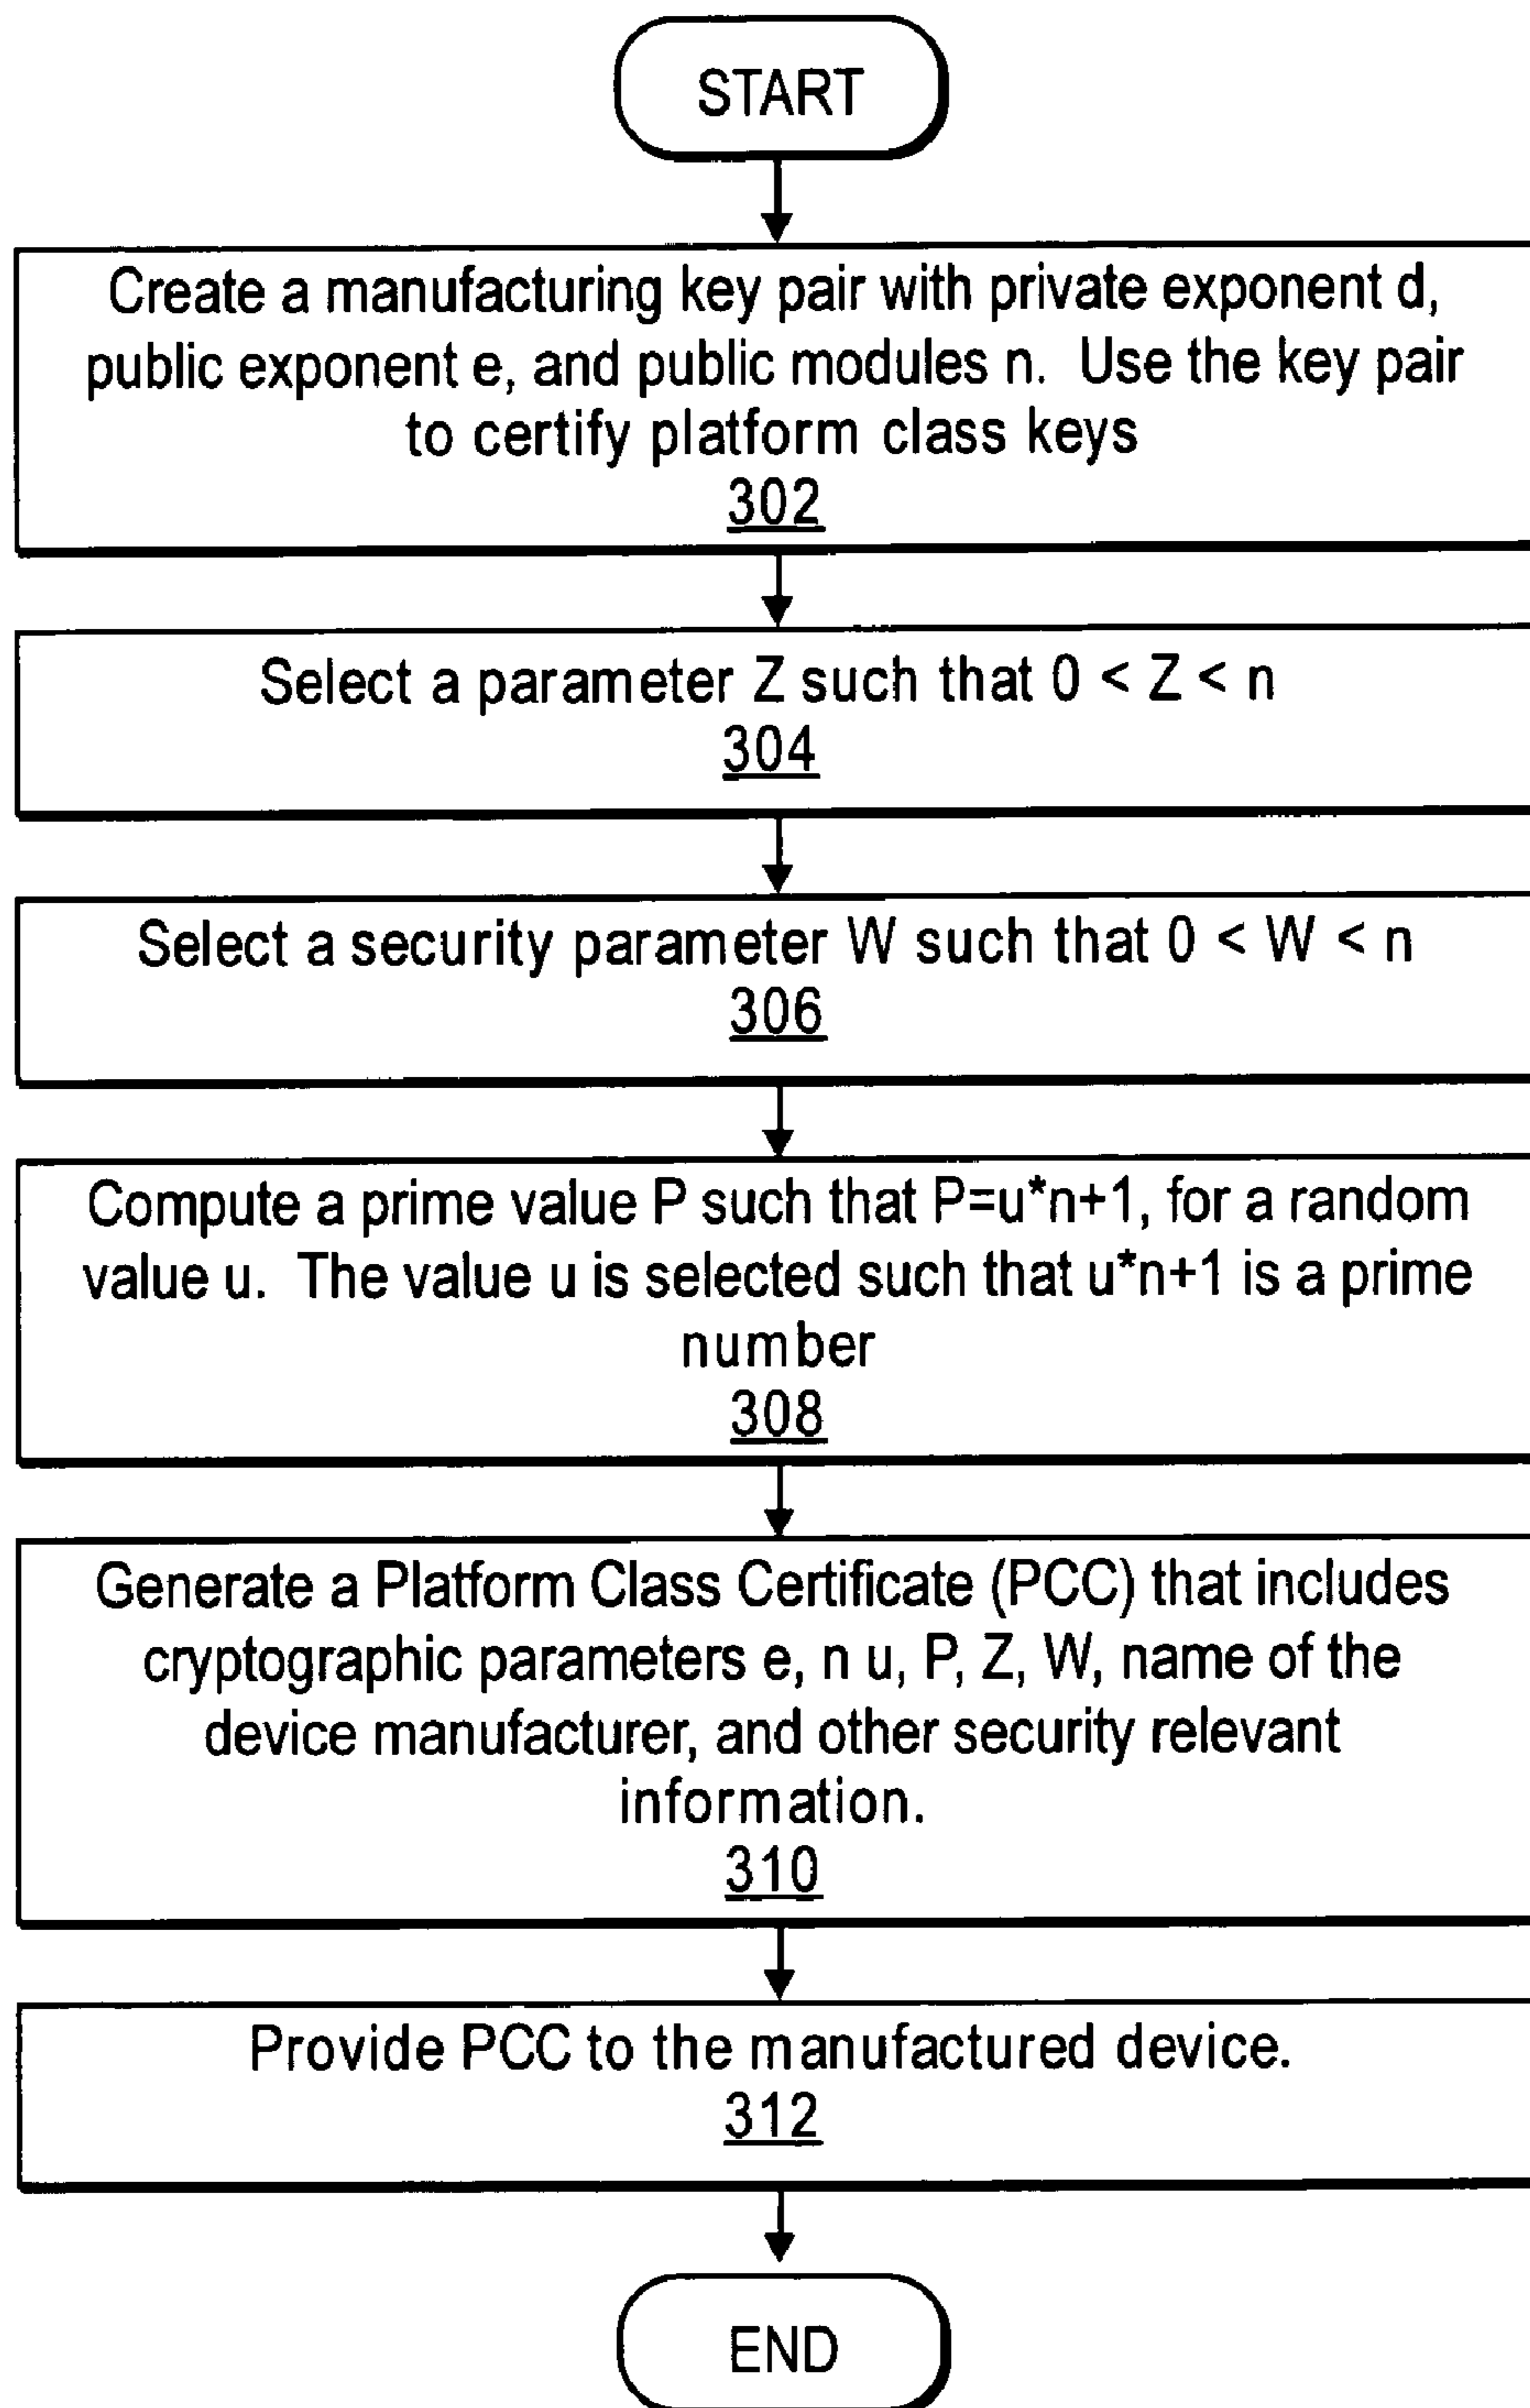 START
Create a manufacturing key pair with private exponent d,
public exponent e, and public modules n. Use the key pair
to certify platform class keys
302
Select a parameter Z such that 0 < Z < n
304
Select a security parameter W such that 0 < W < n
306
Compute a prime value P such that P=u*n+1, for a random
value u. The value u is selected such that u*n+1 is a prime
number
308
Generate a Platform Class Certificate (PCC) that includes
cryptographic parameters e, n u, P, Z, W, name of the
device manufacturer, and other security relevant
information.
310
Provide PCC to the manufactured device.
312
END